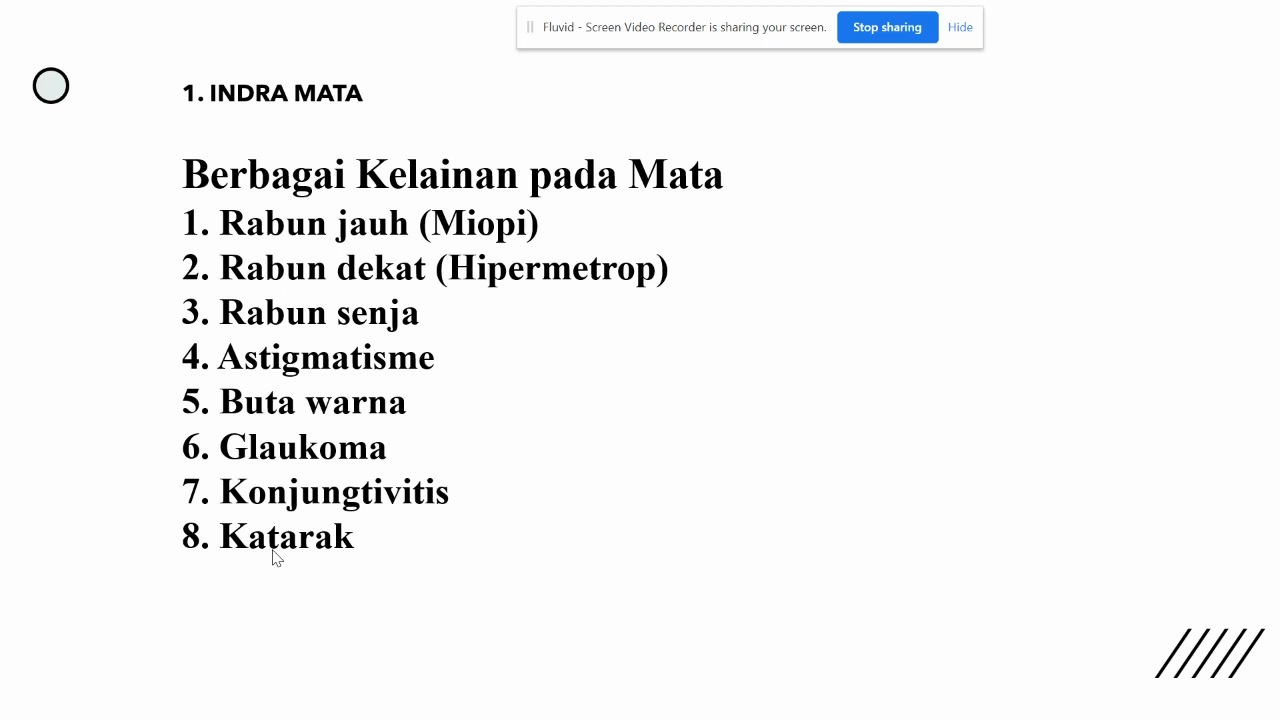 Fluvid - Screen Video Recorder is sharing your screen. Stop sharing Hide
1. INDRA MATA
Berbagai Kelainan pada Mata
1. Rabun jauh (Miopi)
2. Rabun dekat (Hipermetrop)
3. Rabun senja
4. Astigmatisme
5. Buta warna
6. Glaukoma
7. Konjungtivitis
8. Katarak